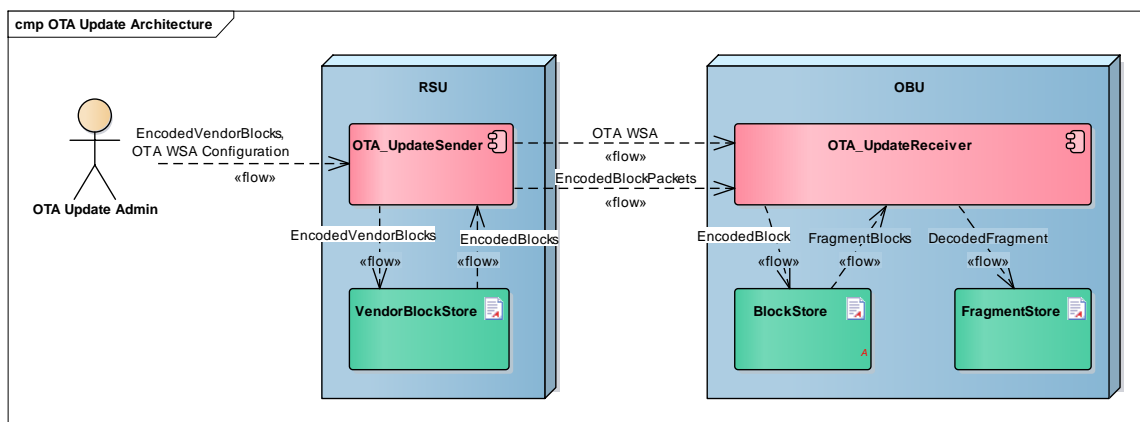 cmp OTA Update Architecture
RSU
OBU
OTA Update Admin
EncodedVendorBlocks,
OTA WSA Configuration
«flow»
OTA_UpdateSender
OTA WSA
«flow»
EncodedBlockPackets
«flow»
OTA_UpdateReceiver
EncodedVendorBlocks
«flow»
EncodedBlocks
«flow»
EncodedBlock
«flow»
FragmentBlocks
«flow»
DecodedFragment
«flow»
VendorBlockStore
BlockStore
A
FragmentStore